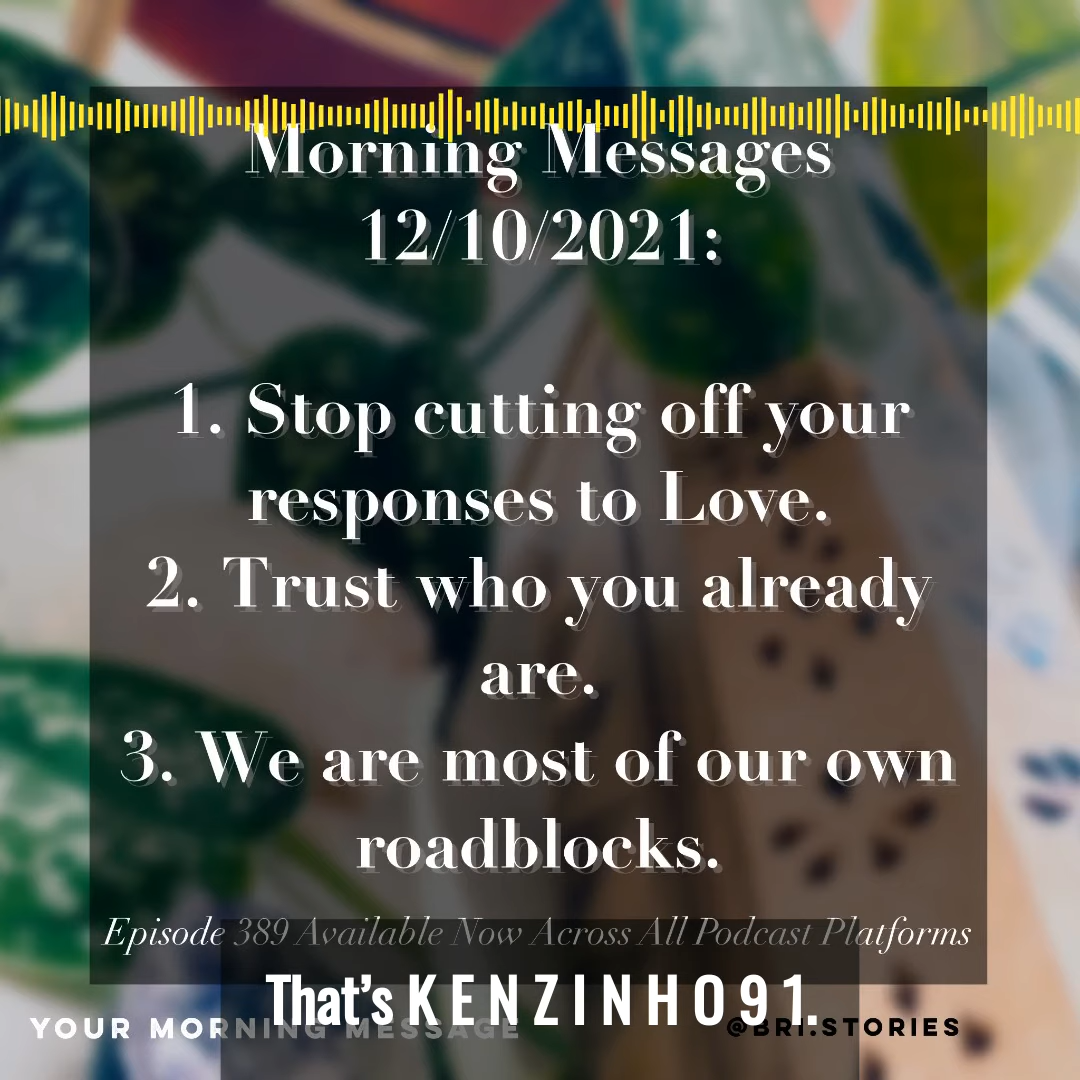 Morning Messages
12/10/2021:
1. Stop cutting off your
responses to Love.
2. Trust who you already
are.
3. We are most of our own
roadblocks.
Episode 389 Available Now Across All Podcast Platforms
That's KENZINHO91.
YOUR MORNING MESSAGE
@BRI.STORIES